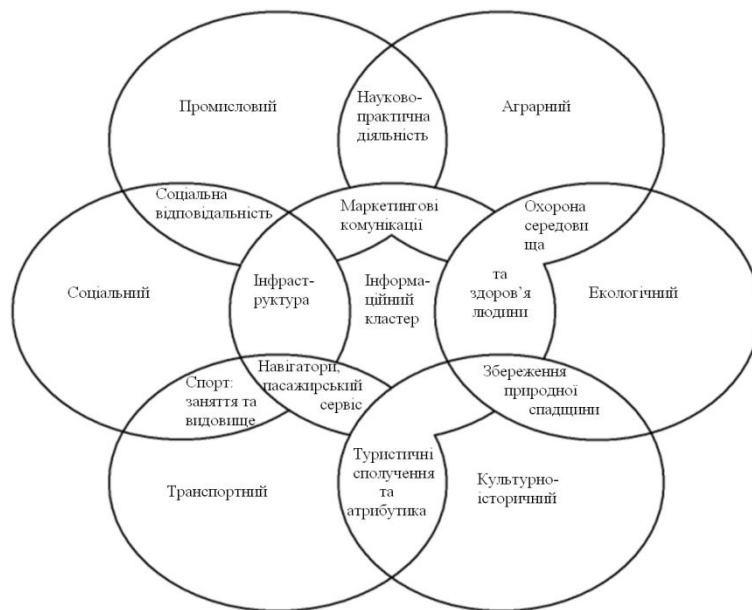 Промисловий
Науково-
практична
діяльність
Аграрний
Соціальна
відповідальність
Маркетингові
комунікації
Охорона
середови
ща
Соціальний
Інфраст-
руктура
Інформа-
ційний
кластер
та
здоров'я
людини
Екологічний
Спорт:
заняття та
видовище
Навігатори,
пасажирський
сервіс
Збереження
природної
спадщини
Транспортний
Туристичні
сполучення
та
атрибутика
Культурно-
історичний